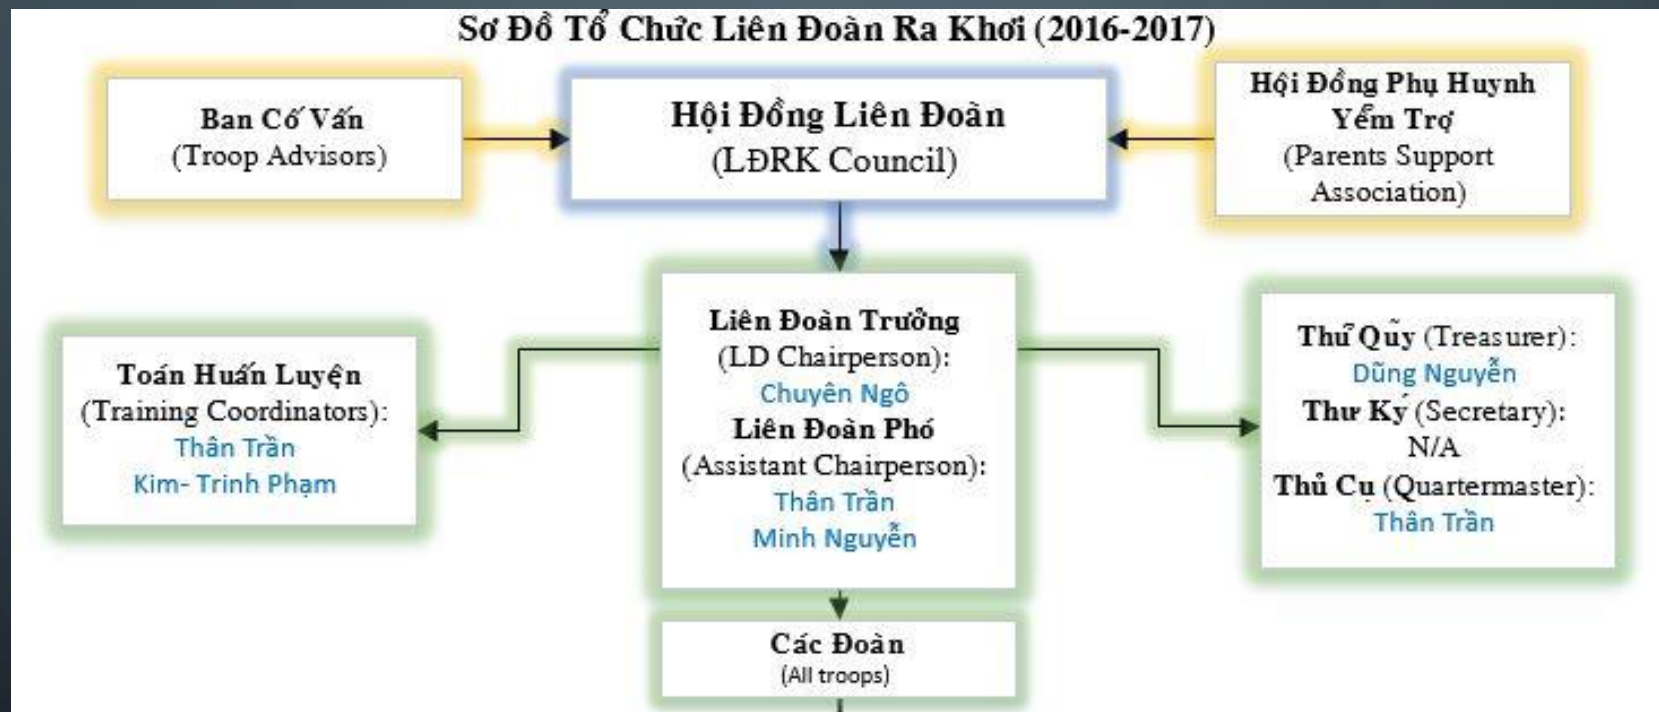 Sơ Đồ Tổ Chức Liên Đoàn Ra Khơi (2016-2017)
Ban Cố Vấn
(Troop Advisors)
Hội Đồng Liên Đoàn
(LĐRK Council)
Hội Đồng Phụ Huynh
Yểm Trợ
(Parents Support
Association)
Toán Huấn Luyện
(Training Coordinators):
Thân Trần
Kim- Trinh Phạm
Liên Đoàn Trưởng
(LD Chairperson):
Chuyên Ngô
Liên Đoàn Phó
(Assistant Chairperson):
Thân Trần
Minh Nguyễn
Thử Qũy (Treasurer):
Dũng Nguyễn
Thư Ký (Secretary):
N/A
Thủ Cụ (Quartermaster):
Thân Trần
Các Đoàn
(All troops)